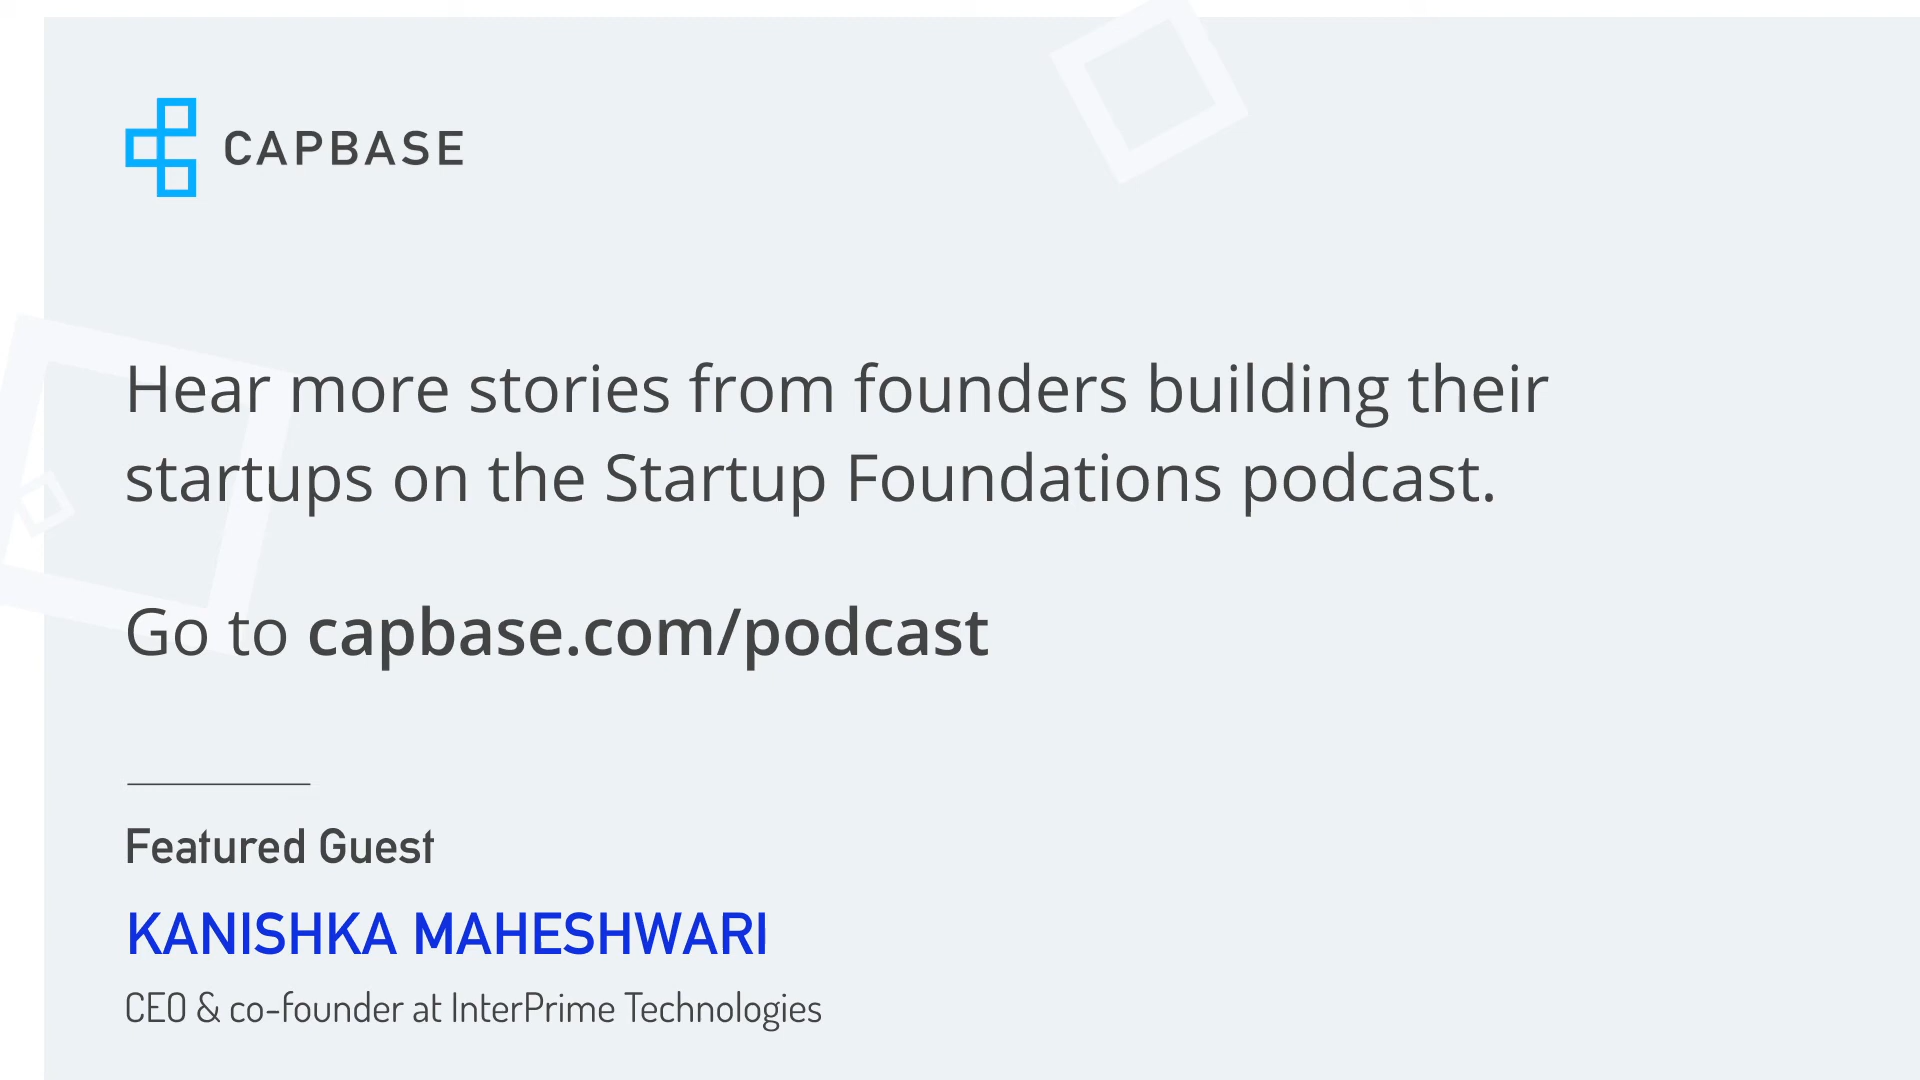 CAPBASE
Hear more stories from founders building their
startups on the Startup Foundations podcast.
Go to capbase.com/podcast
Featured Guest
KANISHKA MAHESHWARI
CEO & co-founder at InterPrime Technologies